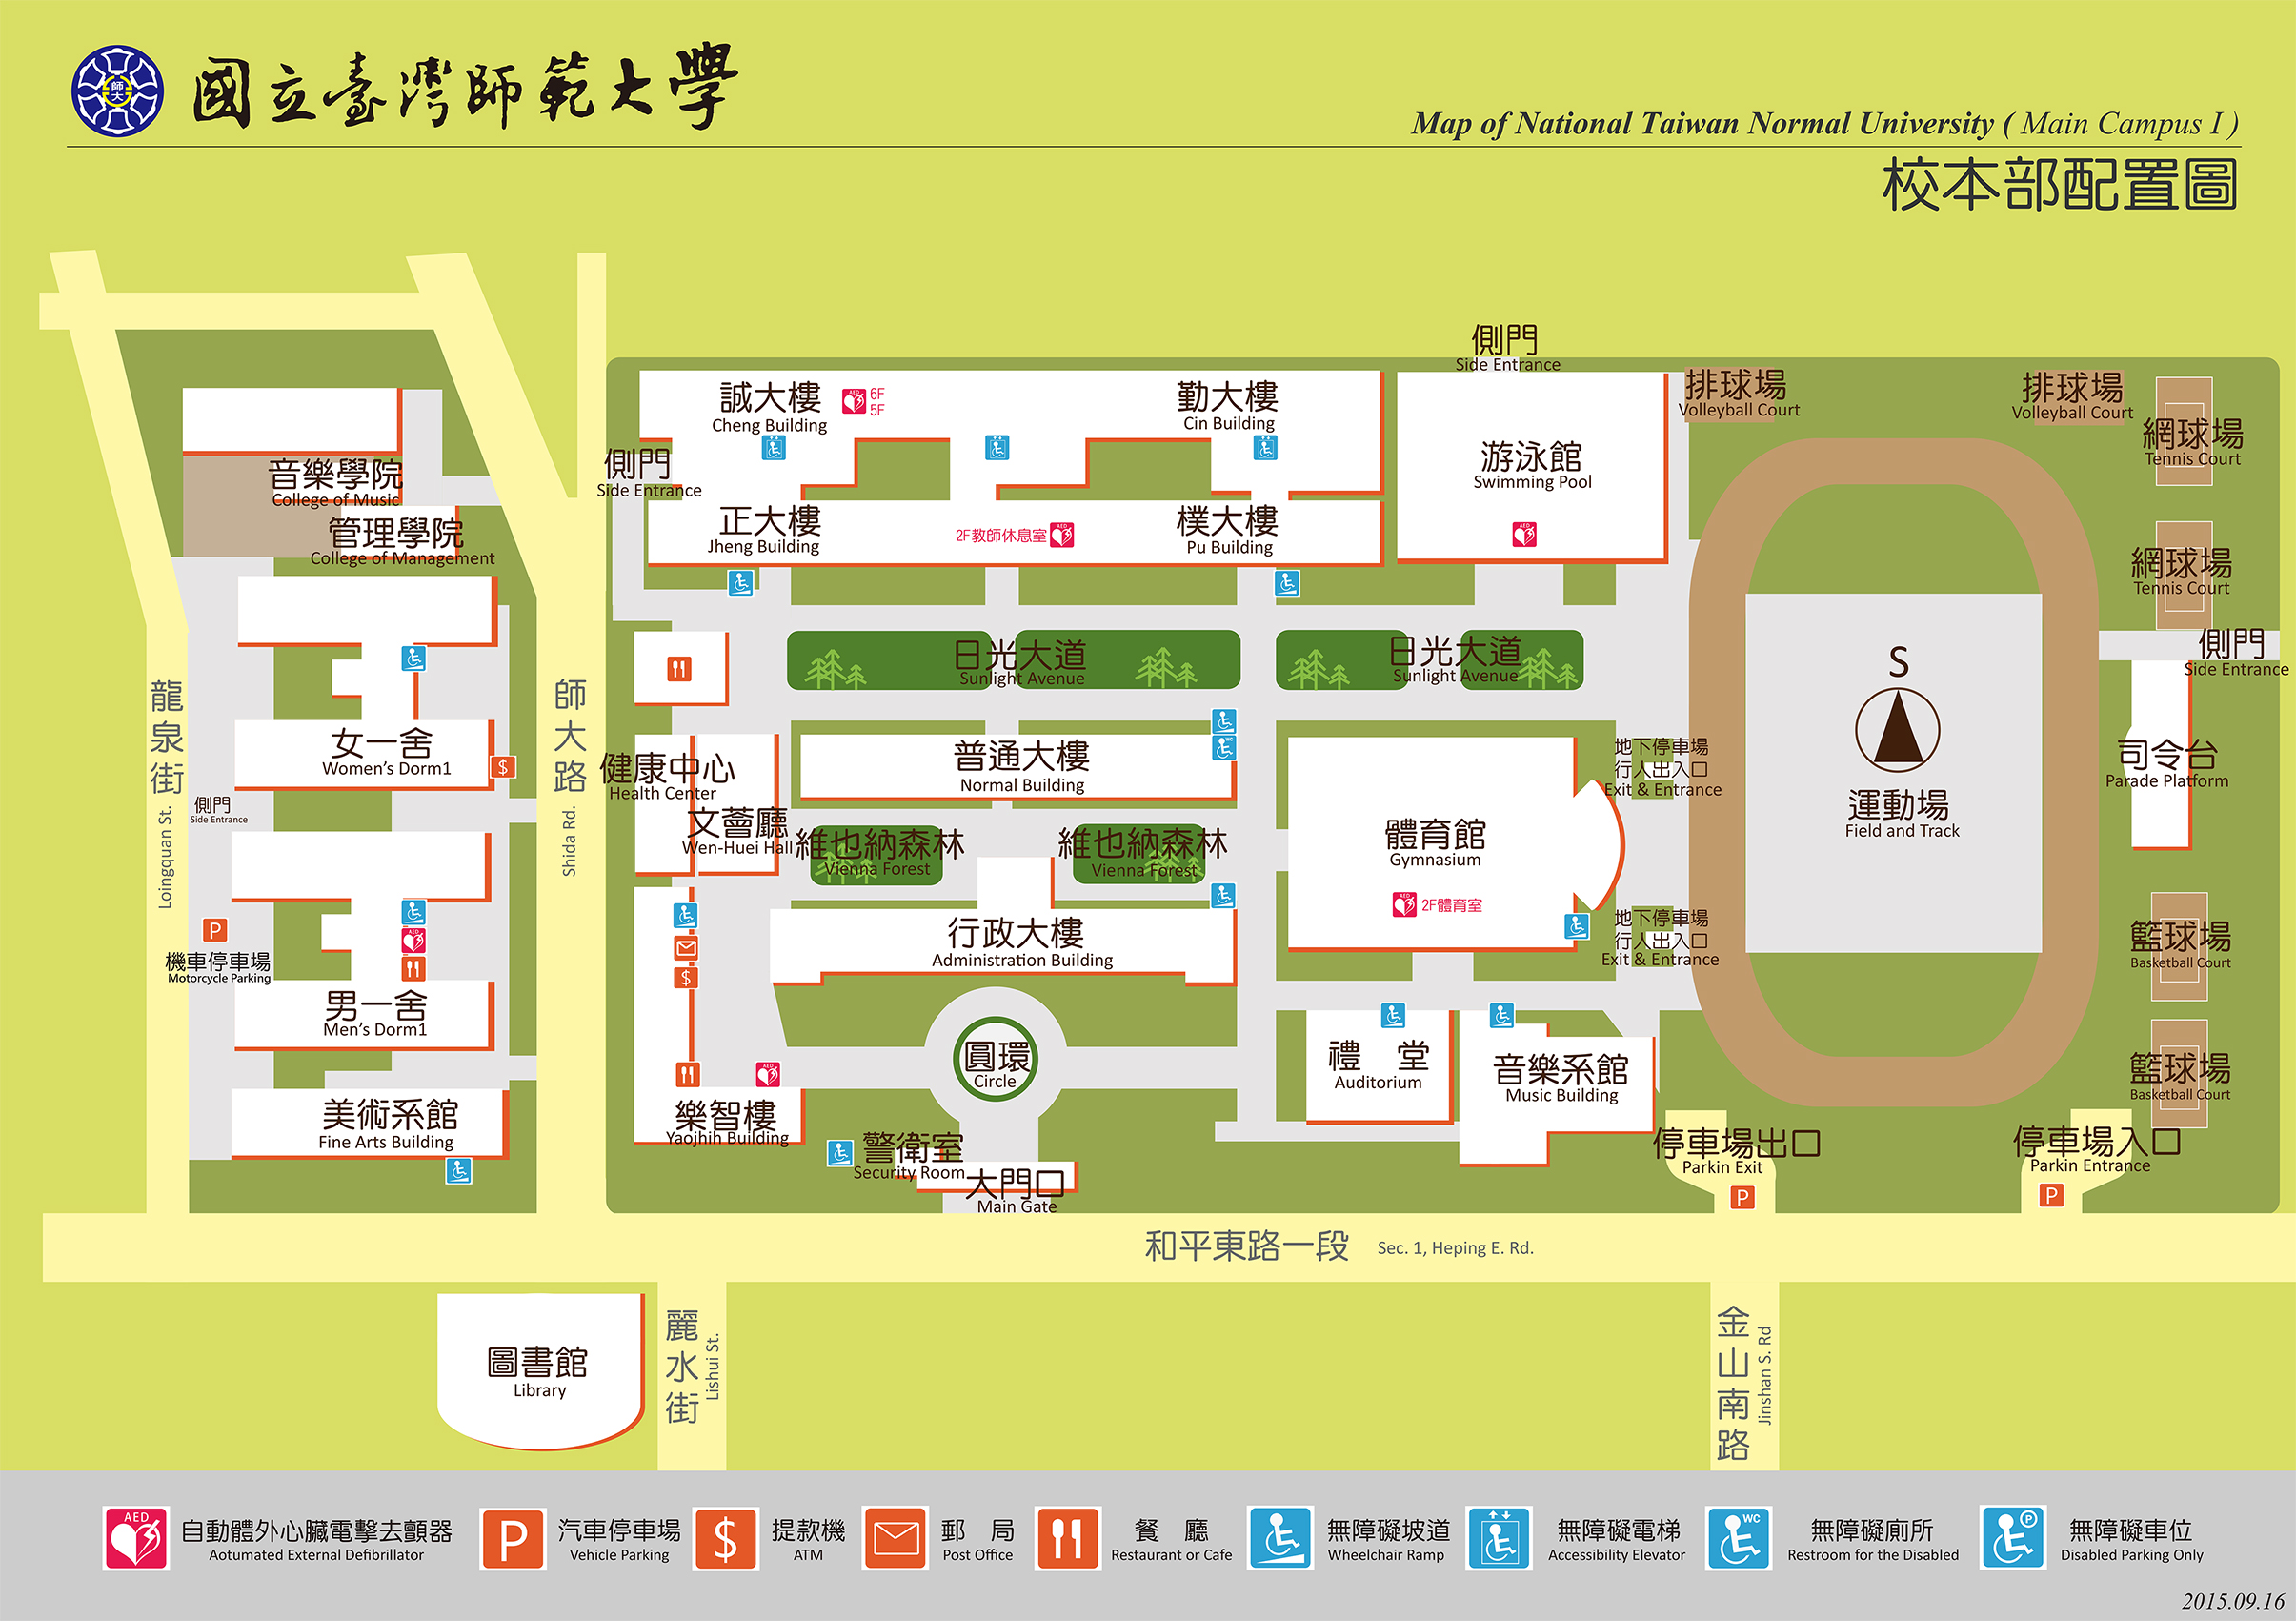 師
大
國立臺灣師範大學
Map of National Taiwan Normal University ( Main Campus I )
校本部配置圖
側門
Side Entrance
誠大樓
Cheng Building
AED
6F
5F
勤大樓
Cin Building
排球場
Volleyball Court
排球場
Volleyball Court
網球場
Tennis Court
音樂學院
College of Music
側門
Side Entrance
游泳館
Swimming Pool
管理學院
College of Management
正大樓
Jheng Building
2F教師休息室
AED
樸大樓
Pu Building
AED
網球場
Tennis Court
日光大道
Sunlight Avenue
日光大道
Sunlight Avenue
S
側門
Side Entrance
龍泉街
Loingquan St.
師大路
Shida Rd.
女一舍
Women's Dorm1
$
健康中心
Health Center
普通大樓
Normal Building
WC
地下停車場
行人出入口
Exit & Entrance
司令台
Parade Platform
側門
Side Entrance
文薈廳
Wen-Huei Hall
維也納森林
Vienna Forest
維也納森林
Vienna Forest
體育館
Gymnasium
運動場
Field and Track
AED
2F體育室
P
機車停車場
Motorcycle Parking
AED
$
行政大樓
Administration Building
地下停車場
行人出入口
Exit & Entrance
籃球場
Basketball Court
男一舍
Men's Dorm1
圓環
Circle
禮 堂
Auditorium
音樂系館
Music Building
籃球場
Basketball Court
美術系館
Fine Arts Building
AED
樂智樓
Yaojhih Building
警衛室
Security Room
大門口
Main Gate
停車場出口
Parkin Exit
P
停車場入口
Parkin Entrance
P
和平東路一段 Sec. 1, Heping E. Rd.
圖書館
Library
麗水街
Lishui St.
金山南路
Jinshan S. Rd
AED
自動體外心臟電擊去顫器
Aotumated External Defibrillator
P
汽車停車場
Vehicle Parking
$
提款機
ATM
郵 局
Post Office
餐 廳
Restaurant or Cafe
無障礙坡道
Wheelchair Ramp
無障礙電梯
Accessibility Elevator
WC
無障礙廁所
Restroom for the Disabled
P
無障礙車位
Disabled Parking Only
2015.09.16